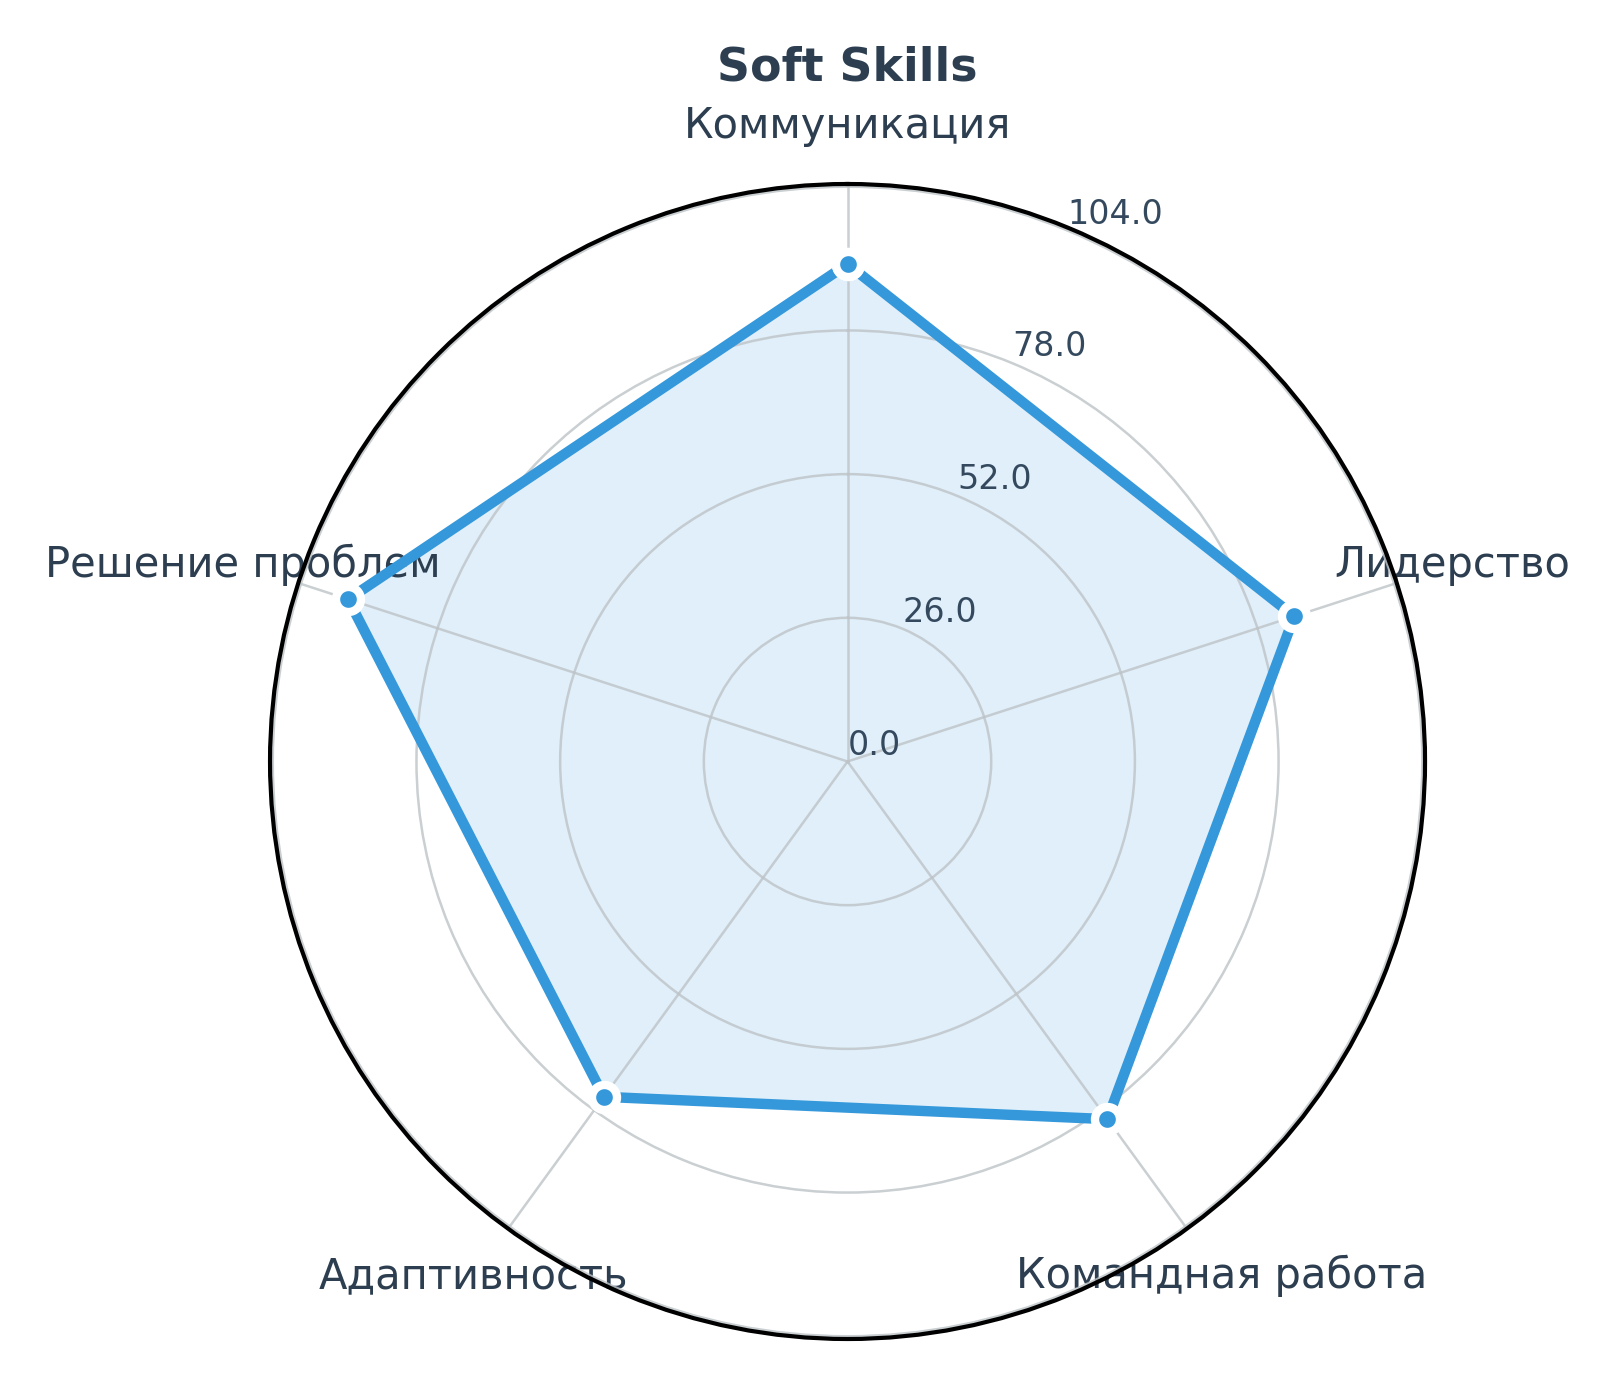 Soft Skills
Коммуникация
104.0
78.0
52.0
Решение проблем
Лидерство
26.0
0.0
Адаптивность
Командная работа